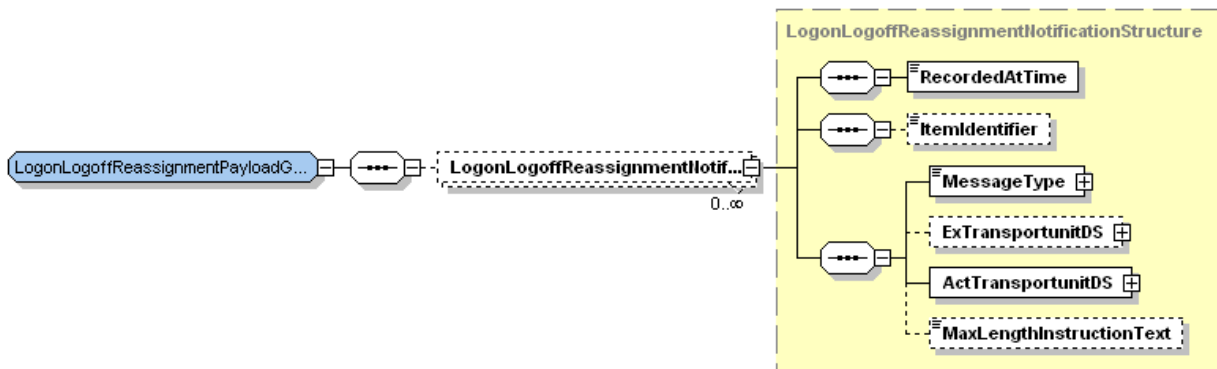 LogonLogoffReassignmentNotificationStructure
RecordedAtTime
ItemIdentifier
LogonLogoffReassignmentPayloadG...
LogonLogoffReassignmentNotif...
0..∞
MessageType
ExTransportunitDS
ActTransportunitDS
MaxLengthInstructionText